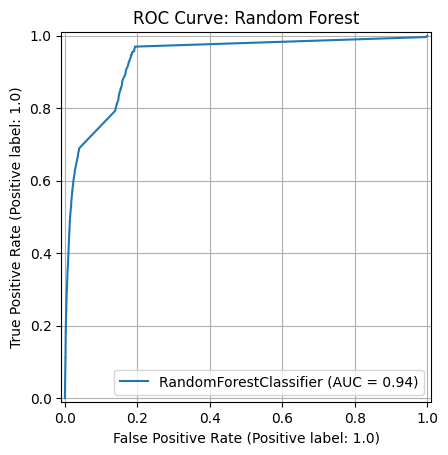 ROC Curve: Random Forest
True Positive Rate (Positive label: 1.0)
1.0
0.8
0.6
0.4
0.2
0.0
RandomForestClassifier (AUC = 0.94)
0.0 0.2 0.4 0.6 0.8 1.0
False Positive Rate (Positive label: 1.0)